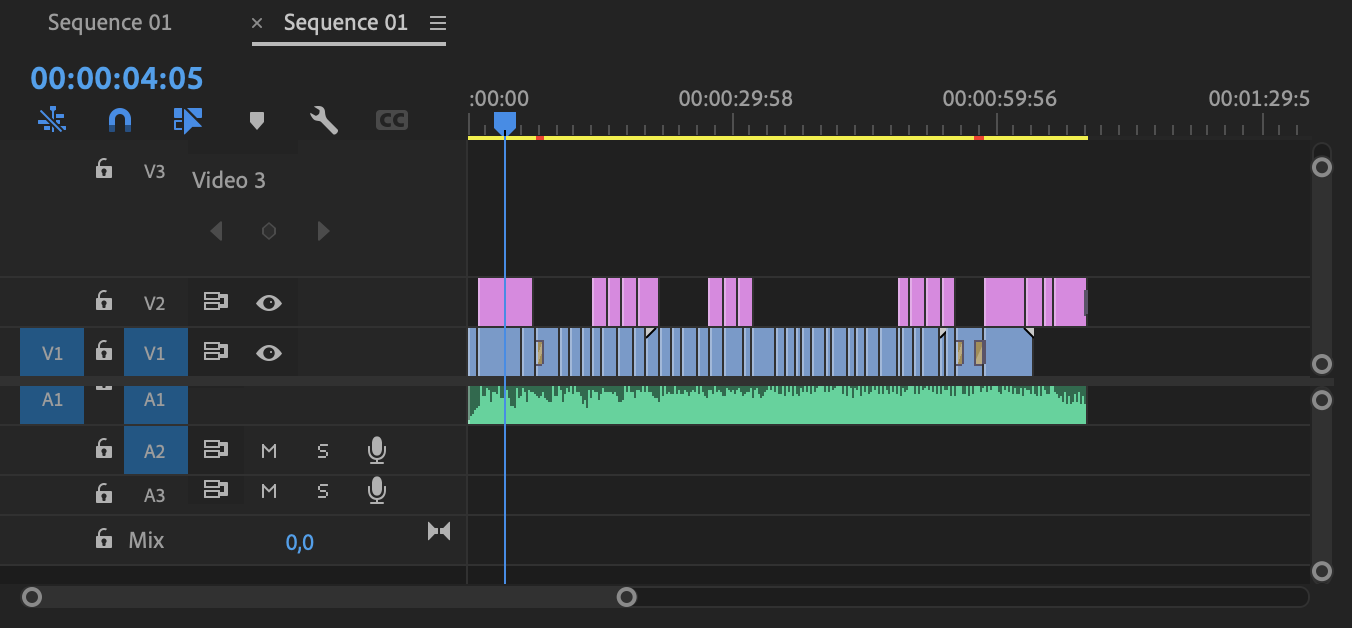 Sequence 01
× Sequence 01
00:00:04:05
:00:00 00:00:29:58 00:00:59:56 00:01:29:5
CC
V3 Video 3
V2
V1 V1
A1 A1
A2 M S
A3 M S
Mix 0,0